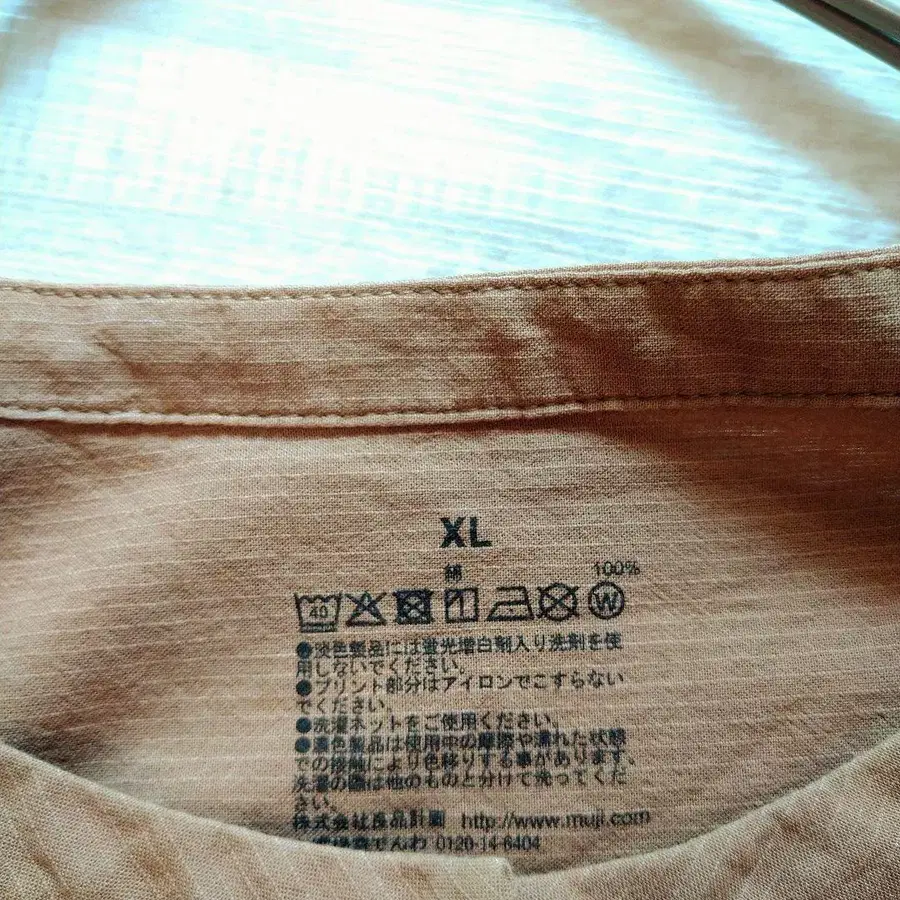 XL
綿 100%
40
W
●淡色製品には蛍光増白剤入り洗剤を使
用しないでください。
●プリント部分はアイロンでこすらない
でください。
●洗濯ネットをご使用ください。
●濃色製品は使用中の摩擦や濡れた状態
での接触により色移りする事があります。
洗濯の際は他のものと分けて洗ってくだ
さい。
株式会社良品計画 http://www.muji.com
でんわ 0120-14-6404